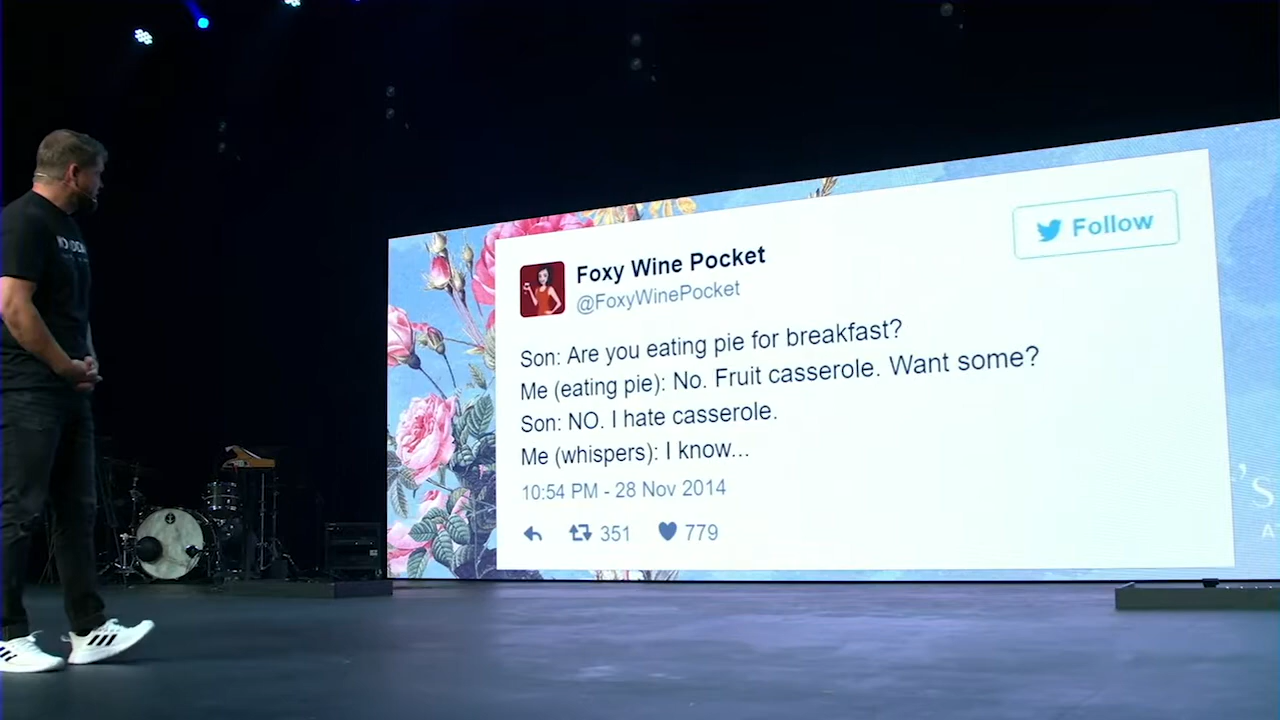 Foxy Wine Pocket
@FoxyWinePocket
Follow
Son: Are you eating pie for breakfast?
Me (eating pie): No. Fruit casserole. Want some?
Son: NO. I hate casserole.
Me (whispers): I know...
10:54 PM - 28 Nov 2014
351 779
'S
A